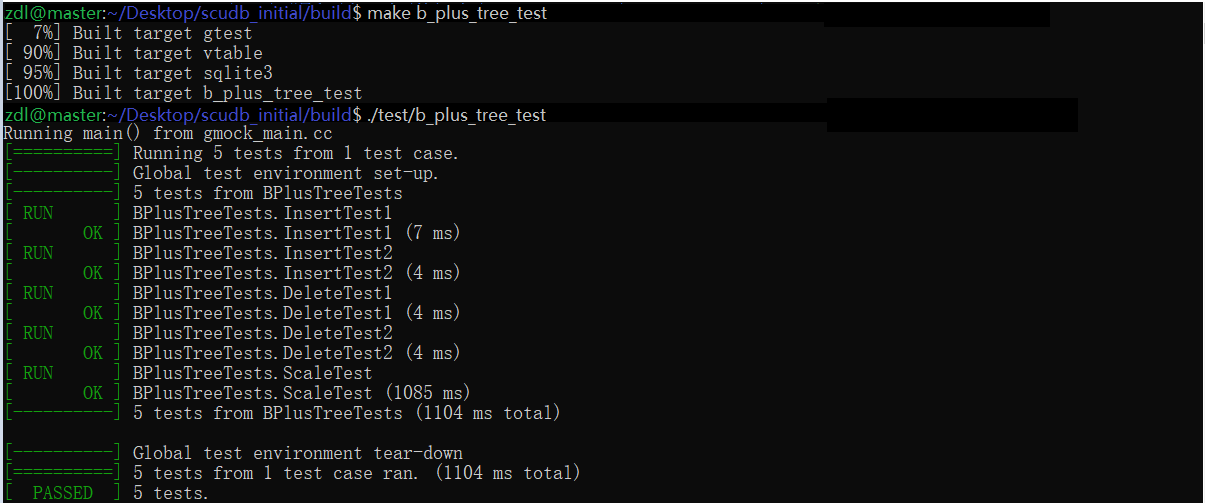 zdl@master:~/Desktop/scudb_initial/build$ make b_plus_tree_test
[  7%] Built target gtest
[ 90%] Built target vtable
[ 95%] Built target sqlite3
[100%] Built target b_plus_tree_test
zdl@master:~/Desktop/scudb_initial/build$ ./test/b_plus_tree_test
Running main() from gmock_main.cc
[==========] Running 5 tests from 1 test case.
[----------] Global test environment set-up.
[----------] 5 tests from BPlusTreeTests
[ RUN      ] BPlusTreeTests.InsertTest1
[       OK ] BPlusTreeTests.InsertTest1 (7 ms)
[ RUN      ] BPlusTreeTests.InsertTest2
[       OK ] BPlusTreeTests.InsertTest2 (4 ms)
[ RUN      ] BPlusTreeTests.DeleteTest1
[       OK ] BPlusTreeTests.DeleteTest1 (4 ms)
[ RUN      ] BPlusTreeTests.DeleteTest2
[       OK ] BPlusTreeTests.DeleteTest2 (4 ms)
[ RUN      ] BPlusTreeTests.ScaleTest
[       OK ] BPlusTreeTests.ScaleTest (1085 ms)
[----------] 5 tests from BPlusTreeTests (1104 ms total)
[----------] Global test environment tear-down
[==========] 5 tests from 1 test case ran. (1104 ms total)
[  PASSED  ] 5 tests.